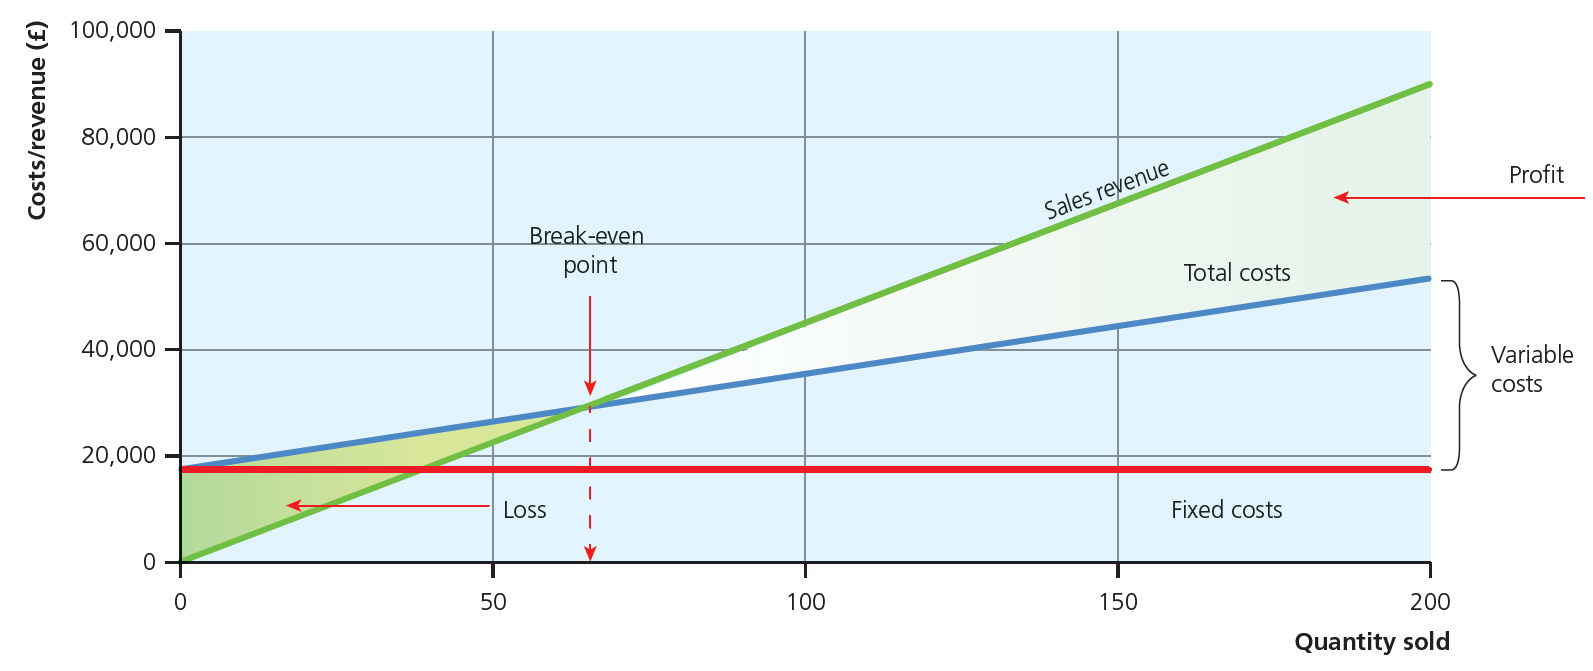 Costs/revenue (£)
100,000
80,000
60,000
40,000
20,000
0
0
50
100
150
200
Quantity sold
Break-even
point
Sales revenue
Total costs
Profit
Variable
costs
Loss
Fixed costs